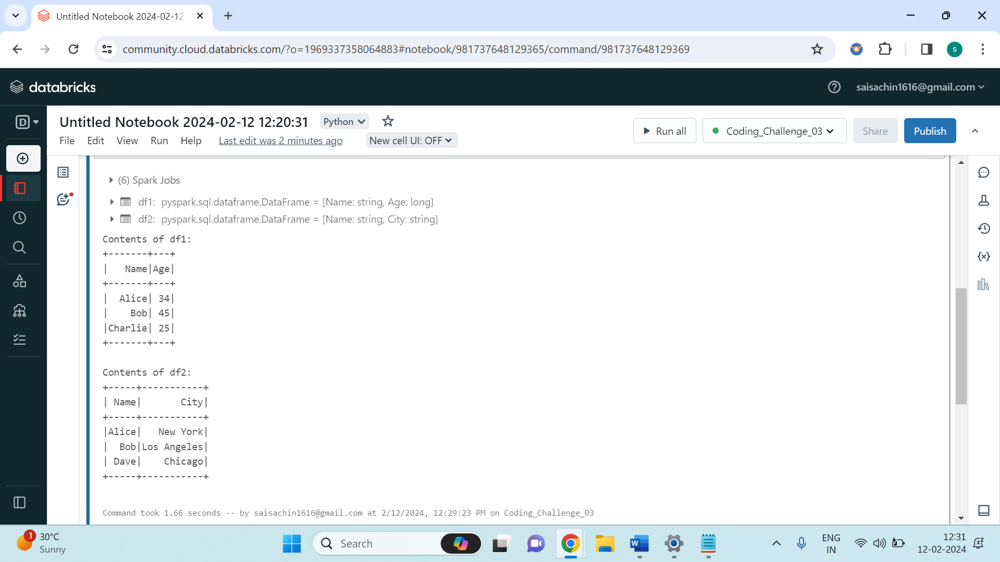 Untitled Notebook 2024-02-12
community.cloud.databricks.com/?o=1969337358064883#notebook/981737648129365/command/981737648129369
s
databricks
saisachin1616@gmail.com
D
Untitled Notebook 2024-02-12 12:20:31 Python
File Edit View Run Help Last edit was 2 minutes ago New cell UI: OFF
Run all Coding_Challenge_03 Share Publish
(6) Spark Jobs
df1: pyspark.sql.dataframe.DataFrame = [Name: string, Age: long]
df2: pyspark.sql.dataframe.DataFrame = [Name: string, City: string]
Contents of df1:
+-------+---+
|   Name|Age|
+-------+---+
|  Alice| 34|
|    Bob| 45|
|Charlie| 25|
+-------+---+
Contents of df2:
+-----+-----------+
| Name|       City|
+-----+-----------+
|Alice|   New York|
|  Bob|Los Angeles|
| Dave|    Chicago|
+-----+-----------+
Command took 1.66 seconds -- by saisachin1616@gmail.com at 2/12/2024, 12:29:23 PM on Coding_Challenge_03
1
30°C
Sunny
Search
W
ENG
IN
12:31
12-02-2024